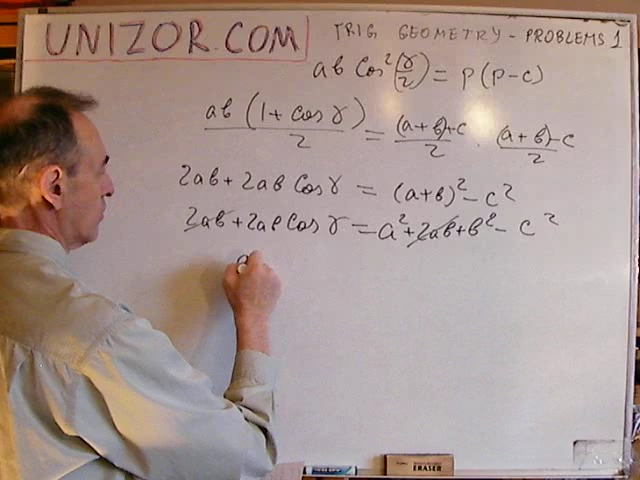 UNIZOR.COM
TRIG GEOMETRY - PROBLEMS 1
ab cos²(γ/2) = p(p-c)
ab(1+cos γ)/2 = (a+b)+c/2 · (a+b)-c/2
2ab + 2ab cos γ = (a+b)² - c²
2ab + 2ab cos γ = a² + 2ab + b² - c²
ERASER